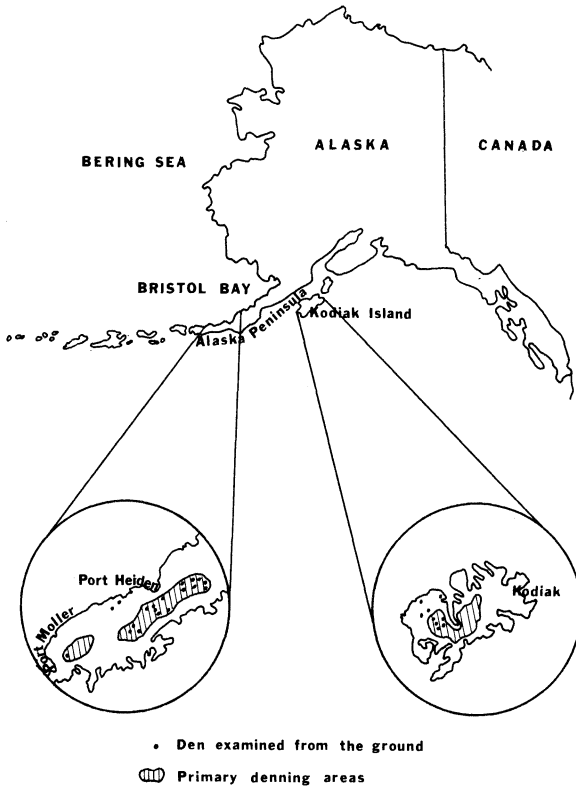 ALASKA
CANADA
BERING SEA
BRISTOL BAY
Kodiak Island
Alaska Peninsula
Port Heiden
Port Moller
Kodiak
Den examined from the ground
Primary denning areas